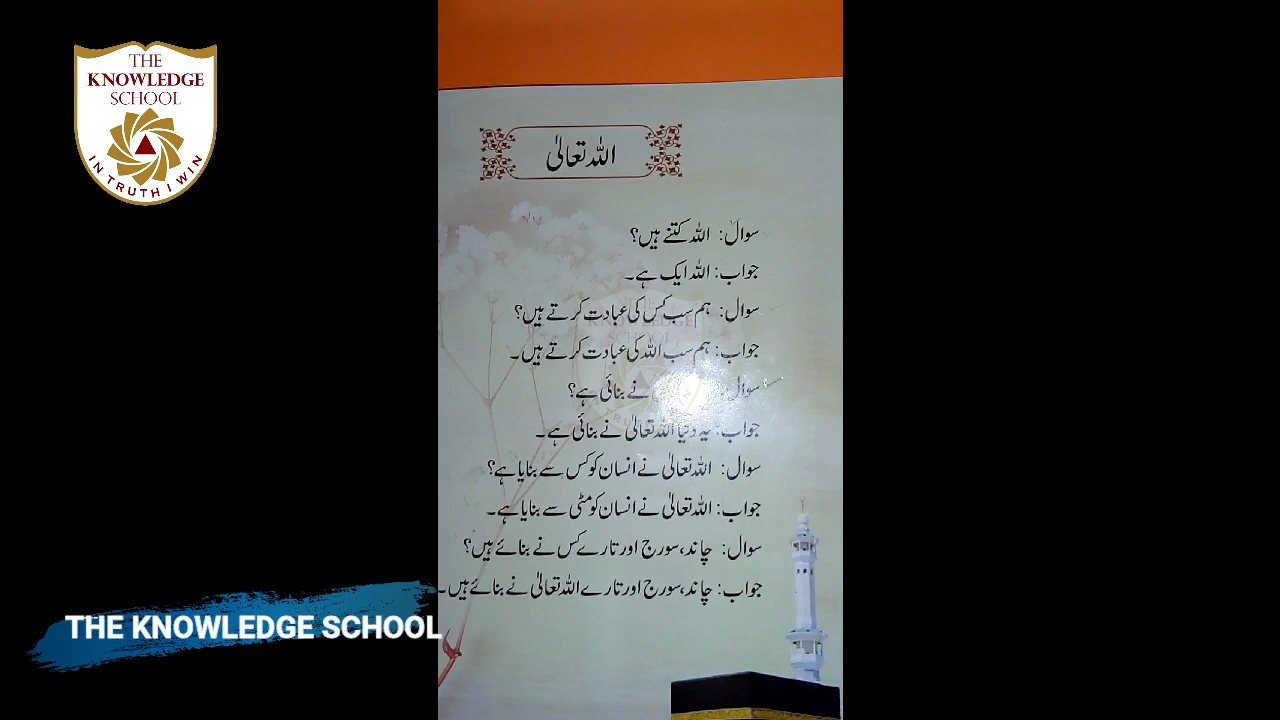 THE
KNOWLEDGE
SCHOOL
IN TRUTH I WIN
اللہ تعالیٰ
سوال: اللہ کتنے ہیں؟
جواب: اللہ ایک ہے۔
سوال: ہم سب کس کی عبادت کرتے ہیں؟
جواب: ہم سب اللہ کی عبادت کرتے ہیں۔
سوال: نے بنائی ہے؟
جواب: یہ دنیا اللہ تعالیٰ نے بنائی ہے۔
سوال: اللہ تعالیٰ نے انسان کو کس سے بنایا ہے؟
جواب: اللہ تعالیٰ نے انسان کو مٹی سے بنایا ہے۔
سوال: چاند، سورج اور تارے کس نے بنائے ہیں؟
جواب: چاند، سورج اور تارے اللہ تعالیٰ نے بنائے ہیں۔
THE KNOWLEDGE SCHOOL